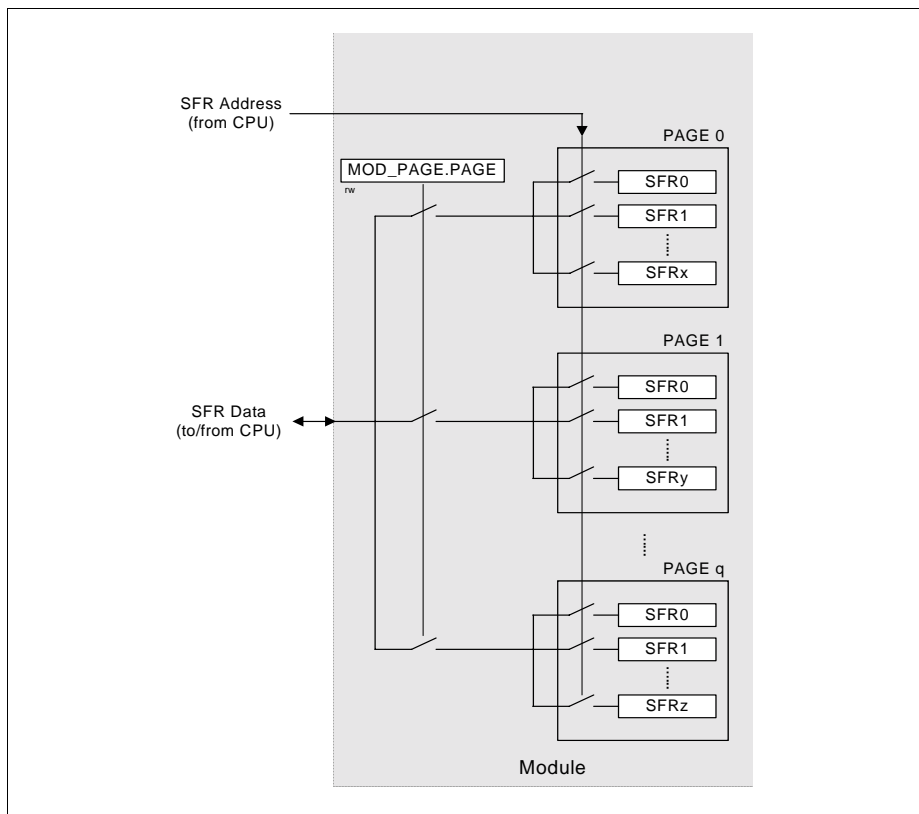 SFR Address
(from CPU)
PAGE 0
MOD_PAGE.PAGE
rw
SFR0
SFR1
SFRx
PAGE 1
SFR0
SFR1
SFRy
SFR Data
(to/from CPU)
PAGE q
SFR0
SFR1
SFRz
Module